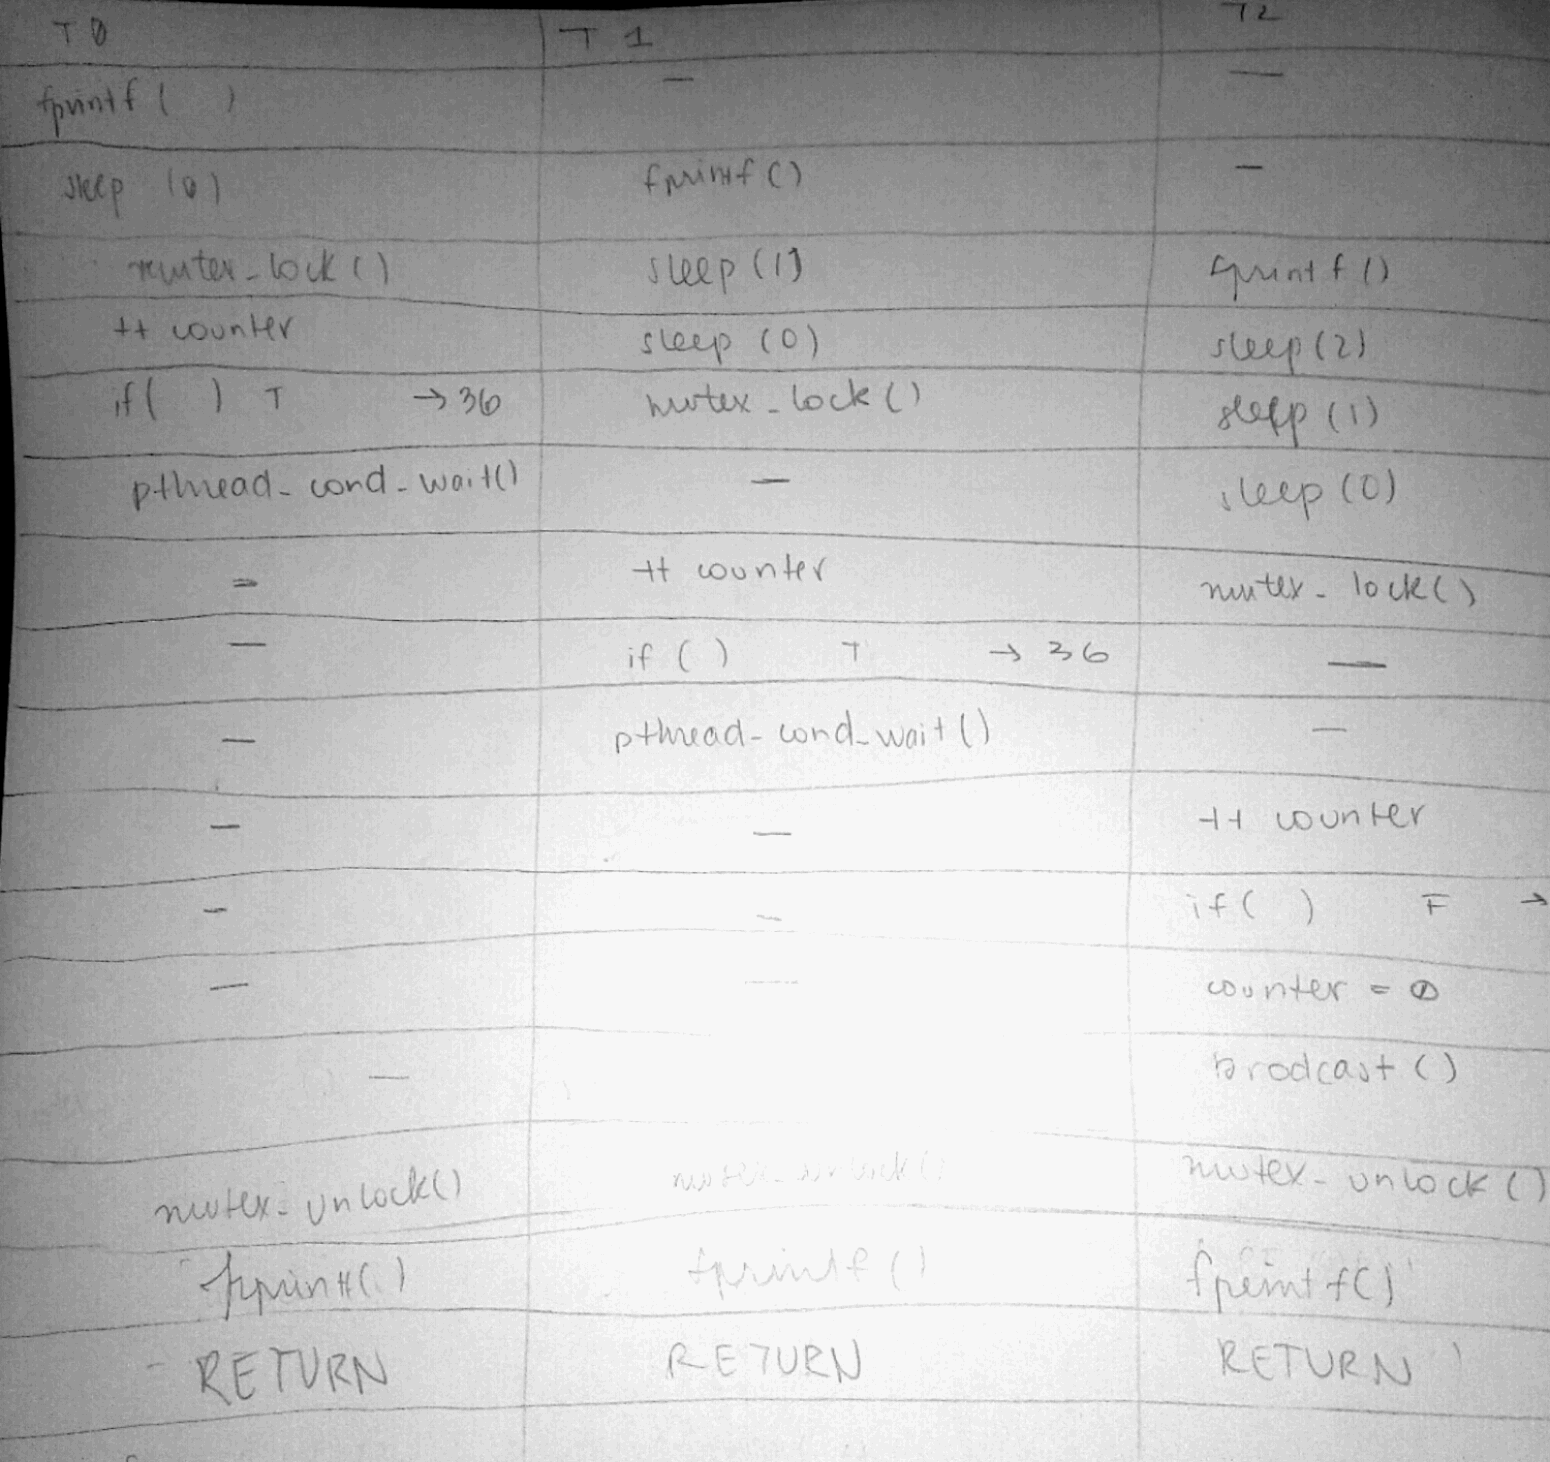 T0 T1 T2
fprintf ( ) — —
sleep (0) fprintf () —
mutex_lock () sleep (1) fprintf ()
++ counter sleep (0) sleep (2)
if ( ) T → 36 mutex_lock () sleep (1)
pthread_cond_wait() — sleep (0)
— ++ counter mutex_lock()
— if ( ) T → 36 —
— pthread_cond_wait () —
— — ++ counter
— — if ( ) F →
— — counter = 0
— brodcast ()
mutex_unlock() mutex_unlock () mutex_unlock ()
fprintf( ) fprintf () fprintf()
- RETURN RETURN RETURN